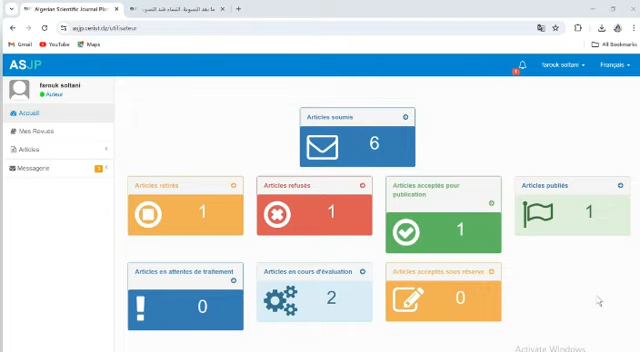 Algerian Scientific Journal Pla
asjp.cerist.dz/utilisateur
Gmail
YouTube
Maps
All Bookmarks
ASJP
farouk soltani
Français
farouk soltani
Auteur
Accueil
Mes Revues
Articles
Messagerie
Articles soumis
6
Articles retirés
1
Articles refusés
1
Articles acceptés pour
publication
1
Articles publiés
1
Articles en attentes de traitement
0
Articles en cours d'évaluation
2
Articles acceptés sous réserve
0
Activate Windows